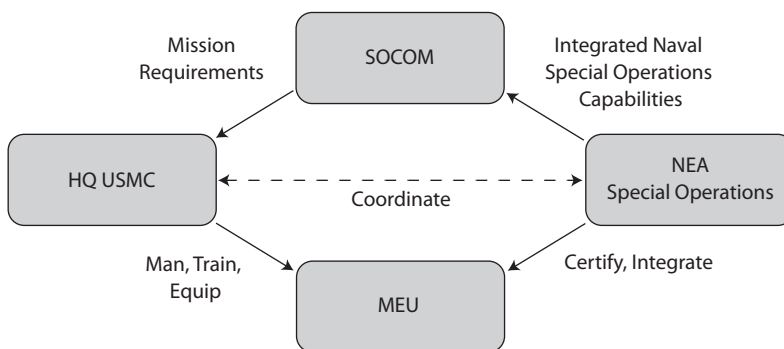 Mission
Requirements
SOCOM
Integrated Naval
Special Operations
Capabilities
HQ USMC
Coordinate
NEA
Special Operations
Man, Train,
Equip
MEU
Certify, Integrate